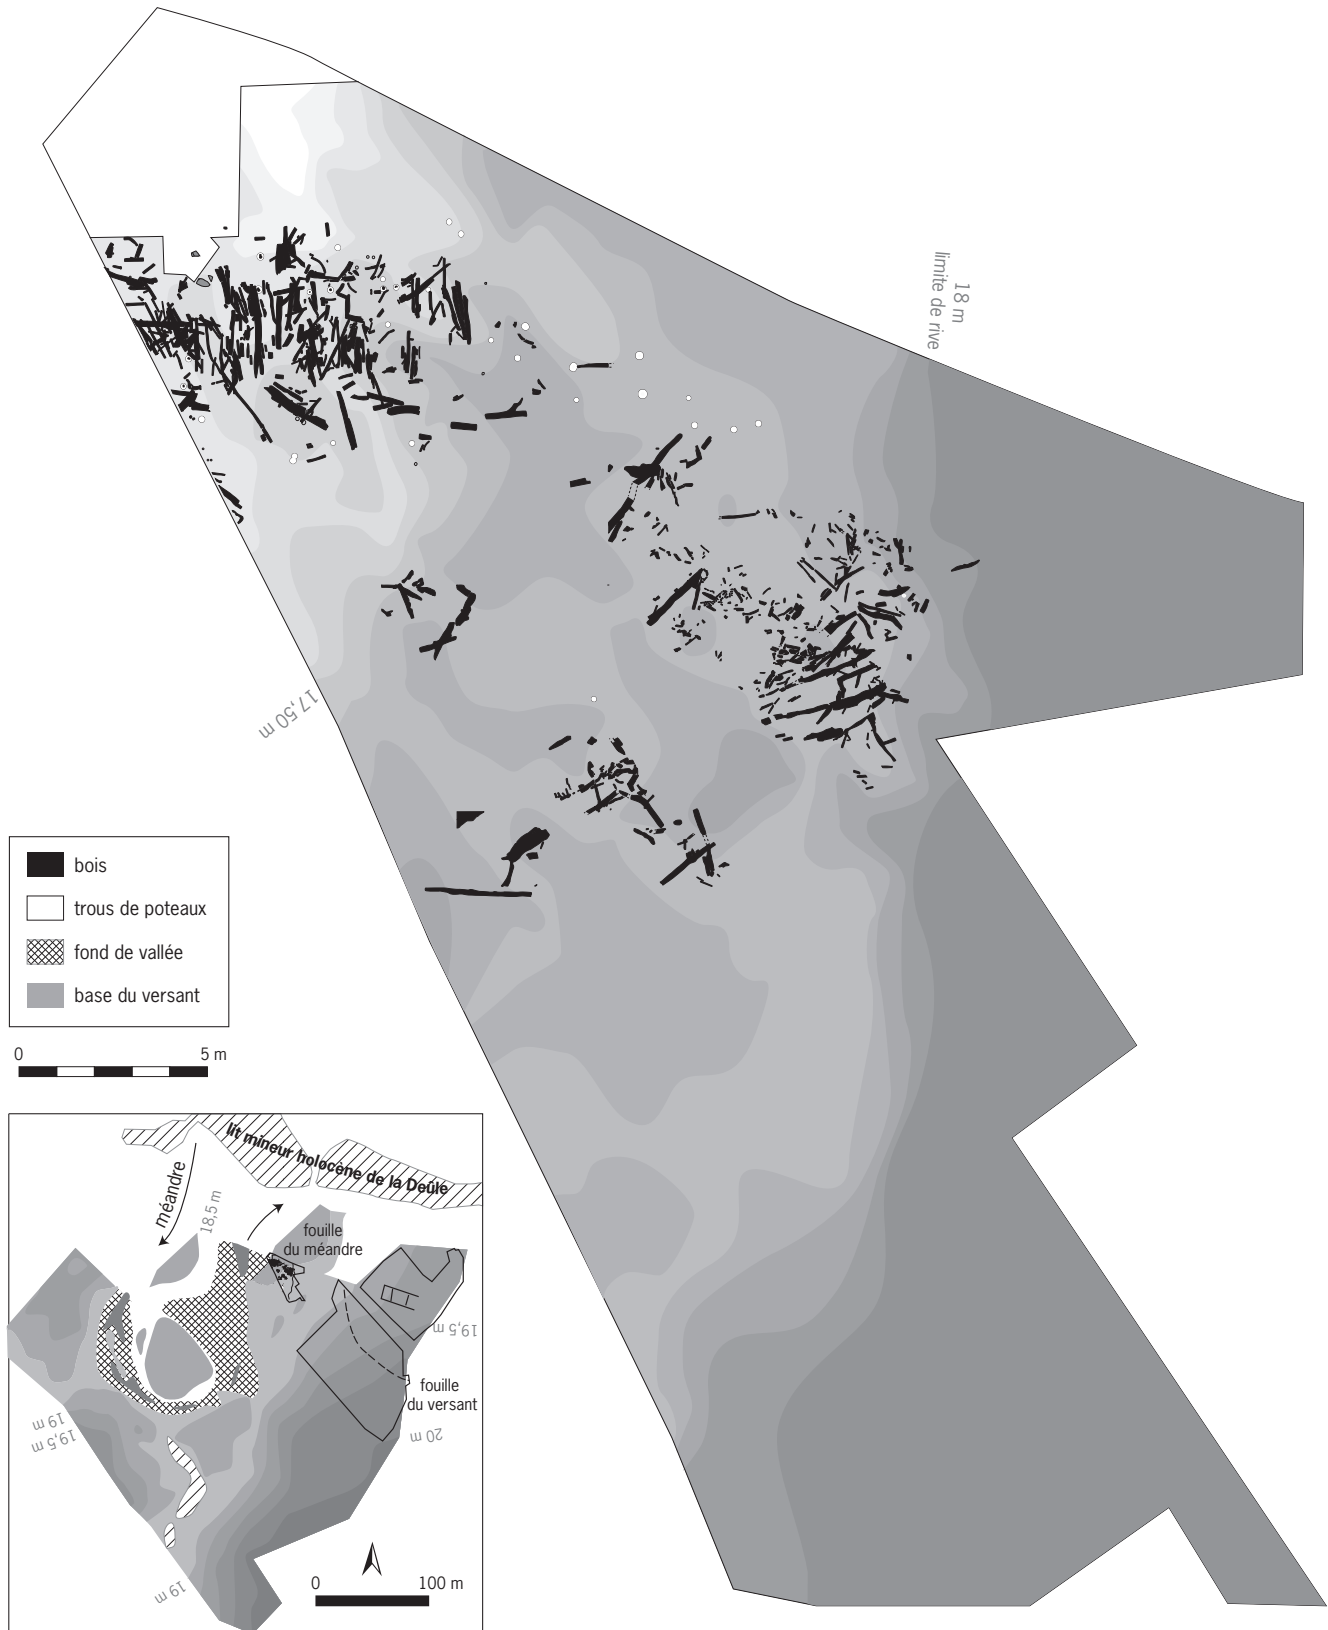 18 m
limite de rive
17,50 m
bois
trous de poteaux
fond de vallée
base du versant
0 5 m
lit mineur holocène de la Deûle
méandre
18,5 m
fouille
du méandre
19,5 m
fouille
du versant
20 m
19 m
19,5 m
19 m
0 100 m